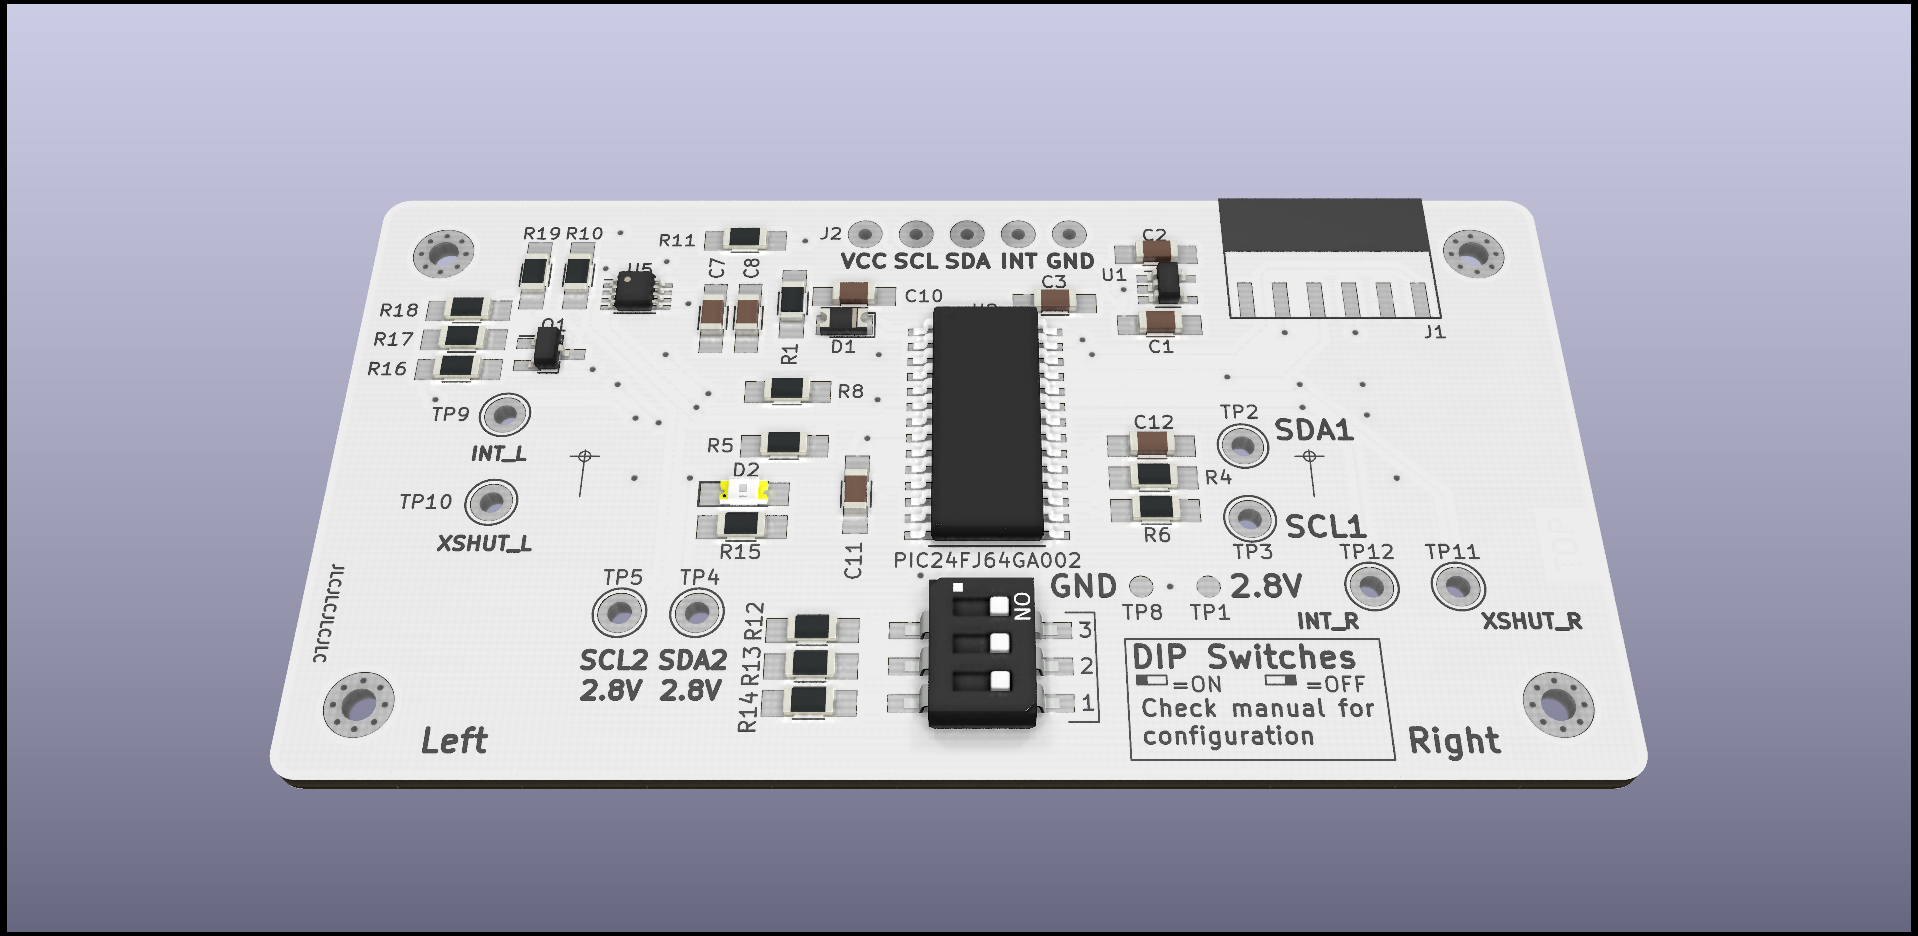 R19 R10
R11
J2
VCC SCL SDA INT GND
C2
U5
C7
C8
U1
C3
C10
R18
Q1
R17
R16
R1
D1
C1
J1
R8
TP9
INT_L
TP2
SDA1
C12
R5
D2
R4
TP10
XSHUT_L
R15
C11
R6
SCL1
TP3
TP12
TP11
PIC24FJ64GA002
JLCJLCJLCJLC
TP5
TP4
GND
2.8V
TP8
TP1
INT_R
XSHUT_R
R12
R13
R14
ON
3
2
1
SCL2 SDA2
2.8V 2.8V
DIP Switches
=ON =OFF
Check manual for
configuration
Left
Right